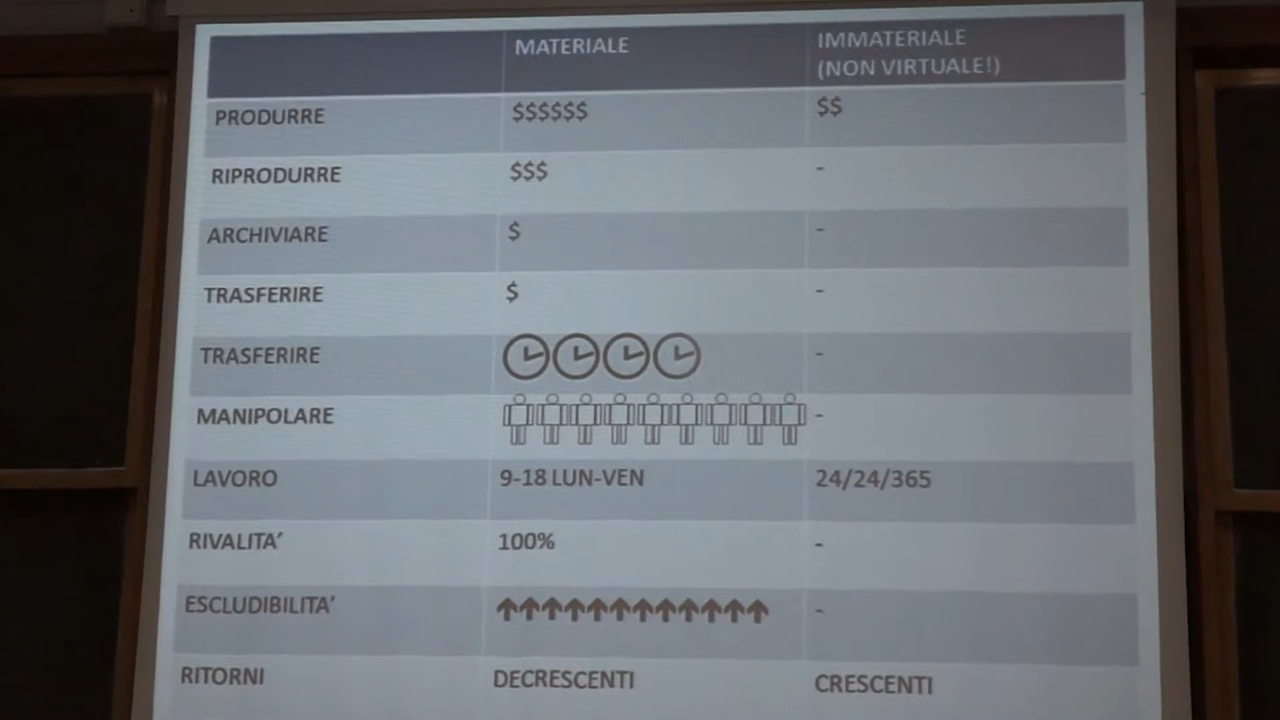 MATERIALE
IMMATERIALE
(NON VIRTUALE!)
PRODURRE $$$$$$ $$
RIPRODURRE $$$ -
ARCHIVIARE $ -
TRASFERIRE $ -
TRASFERIRE -
MANIPOLARE -
LAVORO 9-18 LUN-VEN 24/24/365
RIVALITA' 100% -
ESCLUDIBILITA' -
RITORNI DECRESCENTI CRESCENTI